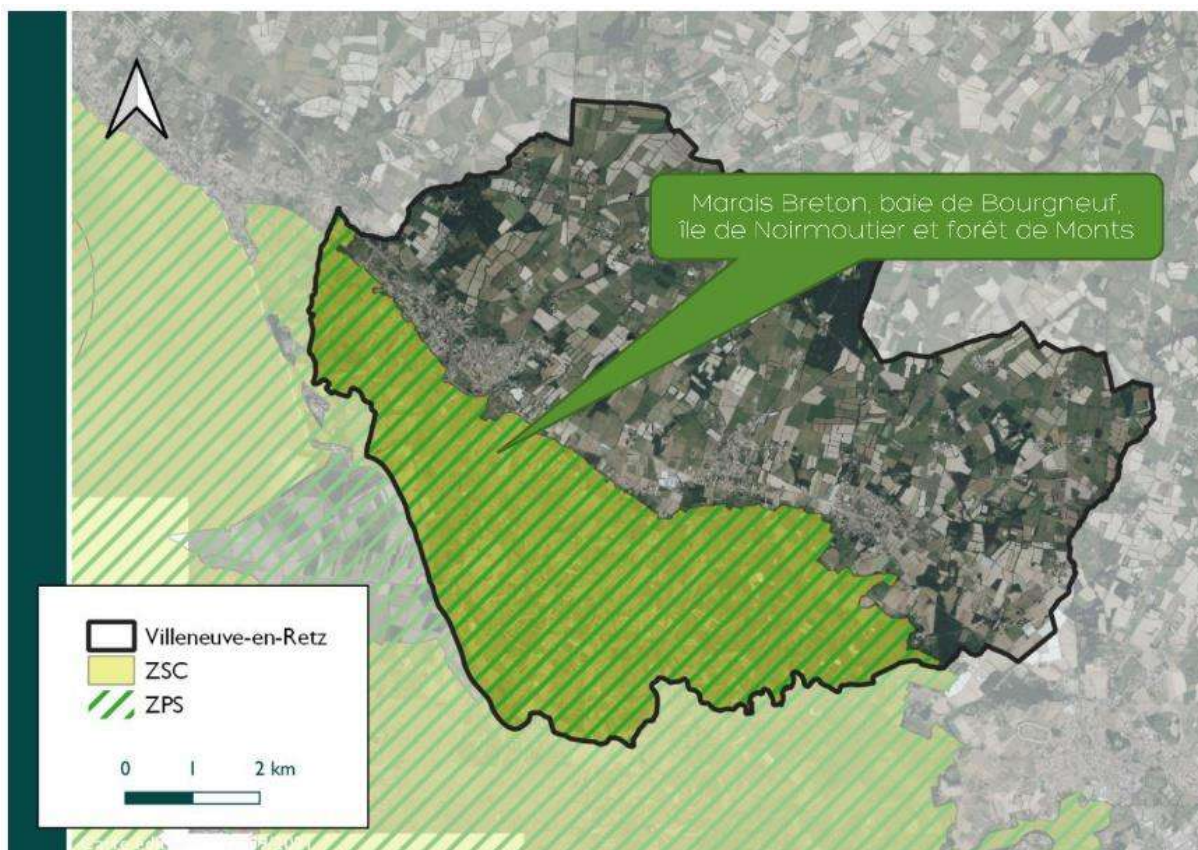 Marais Breton, baie de Bourgneuf,
île de Noirmoutier et forêt de Monts
Villeneuve-en-Retz
ZSC
ZPS
0 1 2 km